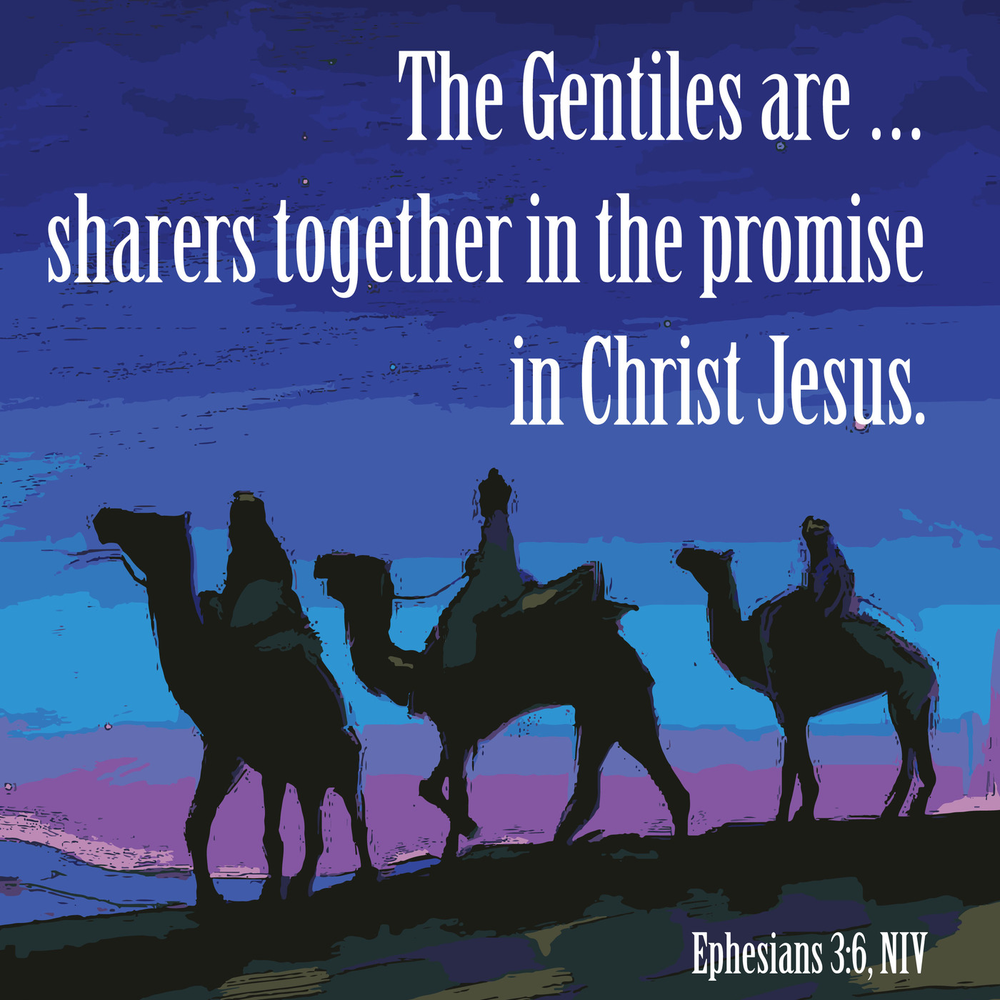 The Gentiles are ...
sharers together in the promise
in Christ Jesus.
Ephesians 3:6, NIV